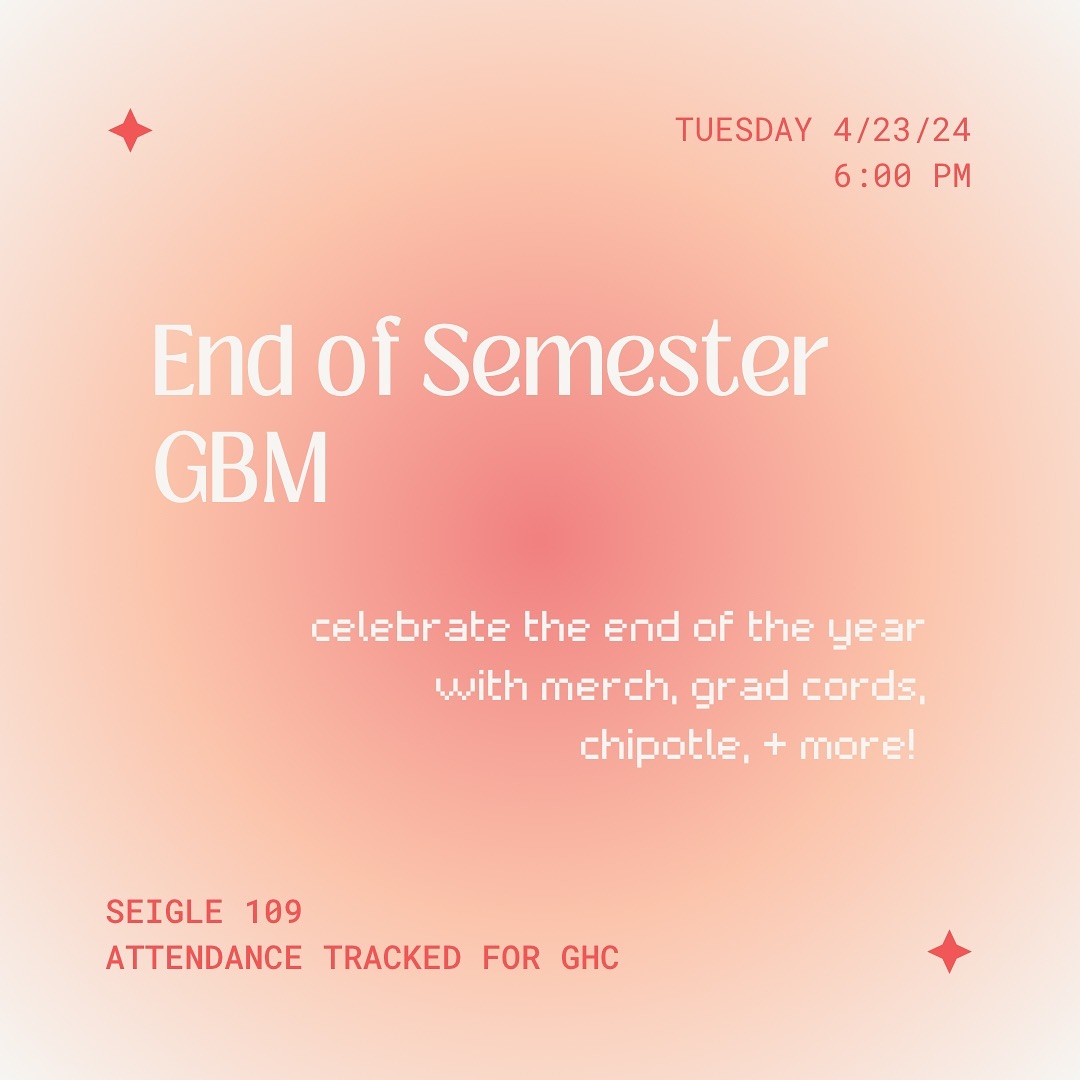 TUESDAY 4/23/24
6:00 PM
End of Semester
GBM
celebrate the end of the year
with merch, grad cords,
chipotle, + more!
SEIGLE 109
ATTENDANCE TRACKED FOR GHC